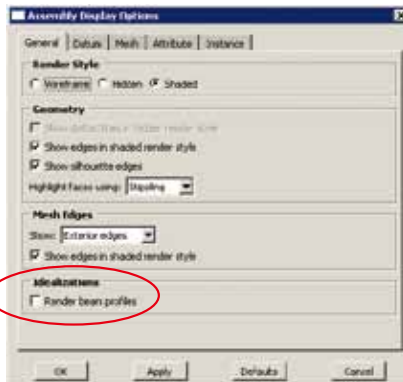 Assembly Display Options
General Datum Mesh Attribute Instance
Render Style
Wireframe Hidden Shaded
Geometry
Show edges in shaded render style
Show silhouette edges
Highlight faces using: Stippling
Mesh Edges
Show: Exterior edges
Show edges in shaded render style
Idealizations
Render beam profiles
OK Apply Defaults Cancel